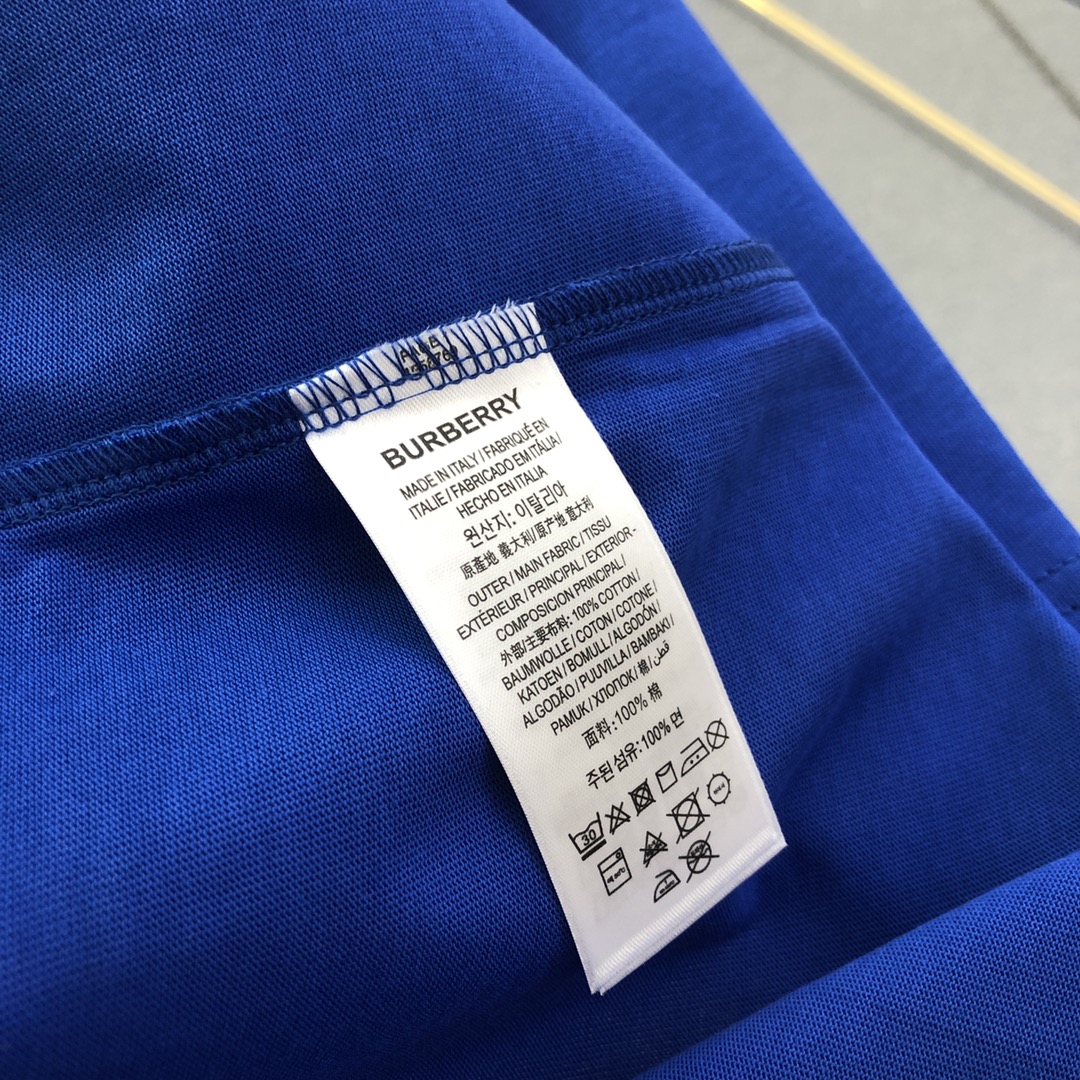 BURBERRY
MADE IN ITALY / FABRIQUÉ EN
ITALIE / FABRICADO EM ITÁLIA /
HECHO EN ITALIA
원산지: 이탈리아
原產地 義大利/原产地 意大利
OUTER / MAIN FABRIC / TISSU
EXTÉRIEUR / PRINCIPAL / EXTERIOR-
COMPOSICION PRINCIPAL /
外部/主要布料: 100% COTTON /
BAUMWOLLE / COTON / COTONE /
KATOEN / BOMULL / ALGODÓN /
ALGODÃO / PUUVILLA / BAMBAKI /
PAMUK / ХЛОПОК / 棉 / قطن
面料: 100% 棉
주된 섬유: 100% 면
30